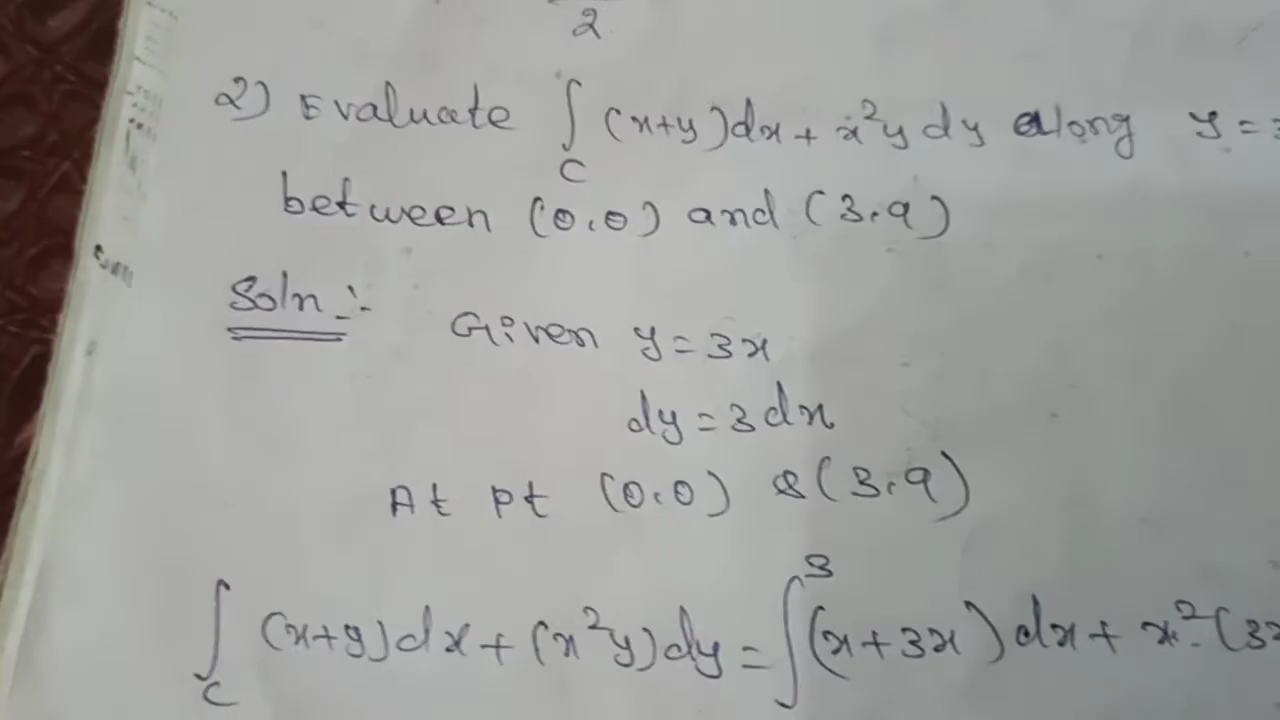 2
2) Evaluate ∫_C (x+y)dx + x²y dy along y =
between (0,0) and (3,9)
Soln :-
Given y = 3x
dy = 3dx
At pt (0,0) & (3,9)
∫_C (x+y)dx + (x²y)dy = ∫^3 (x+3x)dx + x².(3x